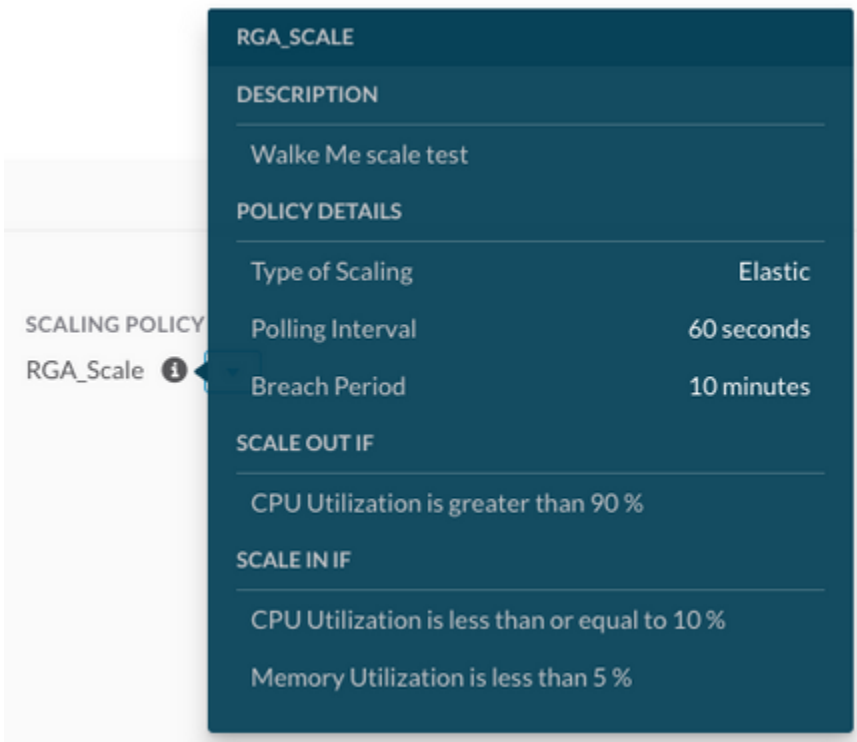 RGA_SCALE
DESCRIPTION
Walke Me scale test
POLICY DETAILS
Type of Scaling Elastic
SCALING POLICY
Polling Interval 60 seconds
RGA_Scale
Breach Period 10 minutes
SCALE OUT IF
CPU Utilization is greater than 90 %
SCALE IN IF
CPU Utilization is less than or equal to 10 %
Memory Utilization is less than 5 %